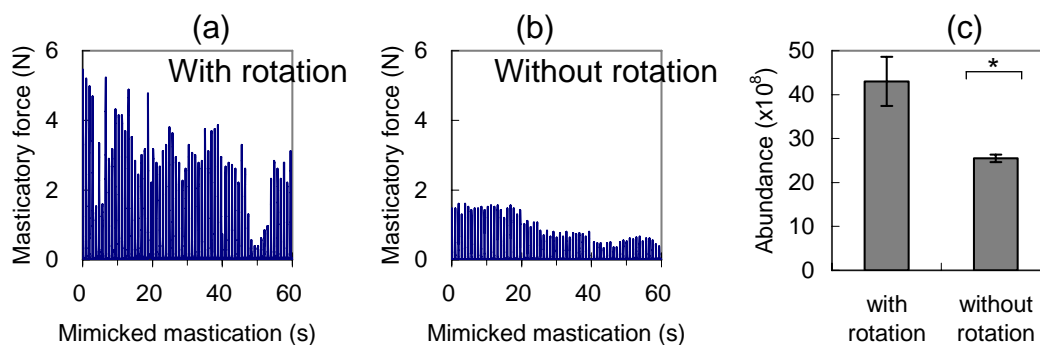 (a)
With rotation
Masticatory force (N)
6
4
2
0
0 20 40 60
Mimicked mastication (s)
(b)
Without rotation
Masticatory force (N)
6
4
2
0
0 20 40 60
Mimicked mastication (s)
(c)
*
Abundance (x10⁸)
50
40
30
20
10
0
with
rotation
without
rotation